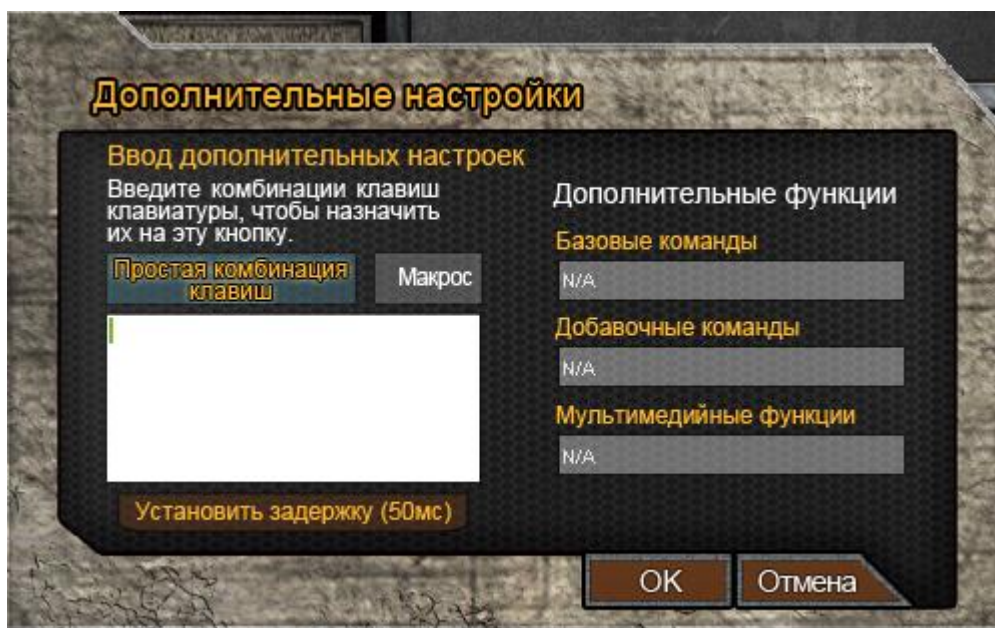 Дополнительные настройки
Ввод дополнительных настроек
Введите комбинации клавиш
клавиатуры, чтобы назначить
их на эту кнопку.
Простая комбинация
клавиш
Макрос
Установить задержку (50мс)
Дополнительные функции
Базовые команды
N/A
Добавочные команды
N/A
Мультимедийные функции
N/A
OK
Отмена